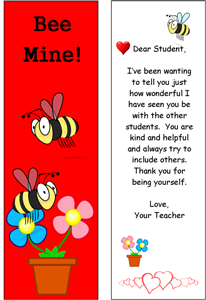 Bee
Mine!
Dear Student,
I've been wanting
to tell you just
how wonderful I
have seen you be
with the other
students. You are
kind and helpful
and always try to
include others.
Thank you for
being yourself.
Love,
Your Teacher